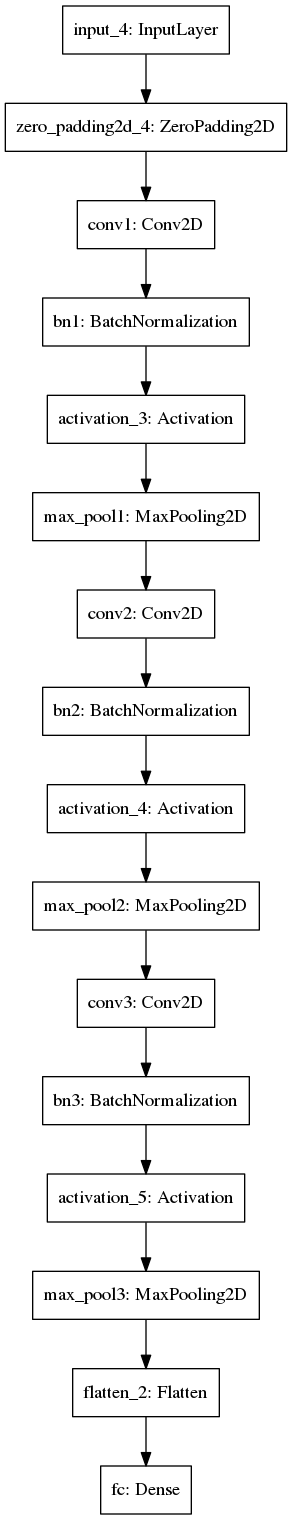 input_4: InputLayer
zero_padding2d_4: ZeroPadding2D
conv1: Conv2D
bn1: BatchNormalization
activation_3: Activation
max_pool1: MaxPooling2D
conv2: Conv2D
bn2: BatchNormalization
activation_4: Activation
max_pool2: MaxPooling2D
conv3: Conv2D
bn3: BatchNormalization
activation_5: Activation
max_pool3: MaxPooling2D
flatten_2: Flatten
fc: Dense